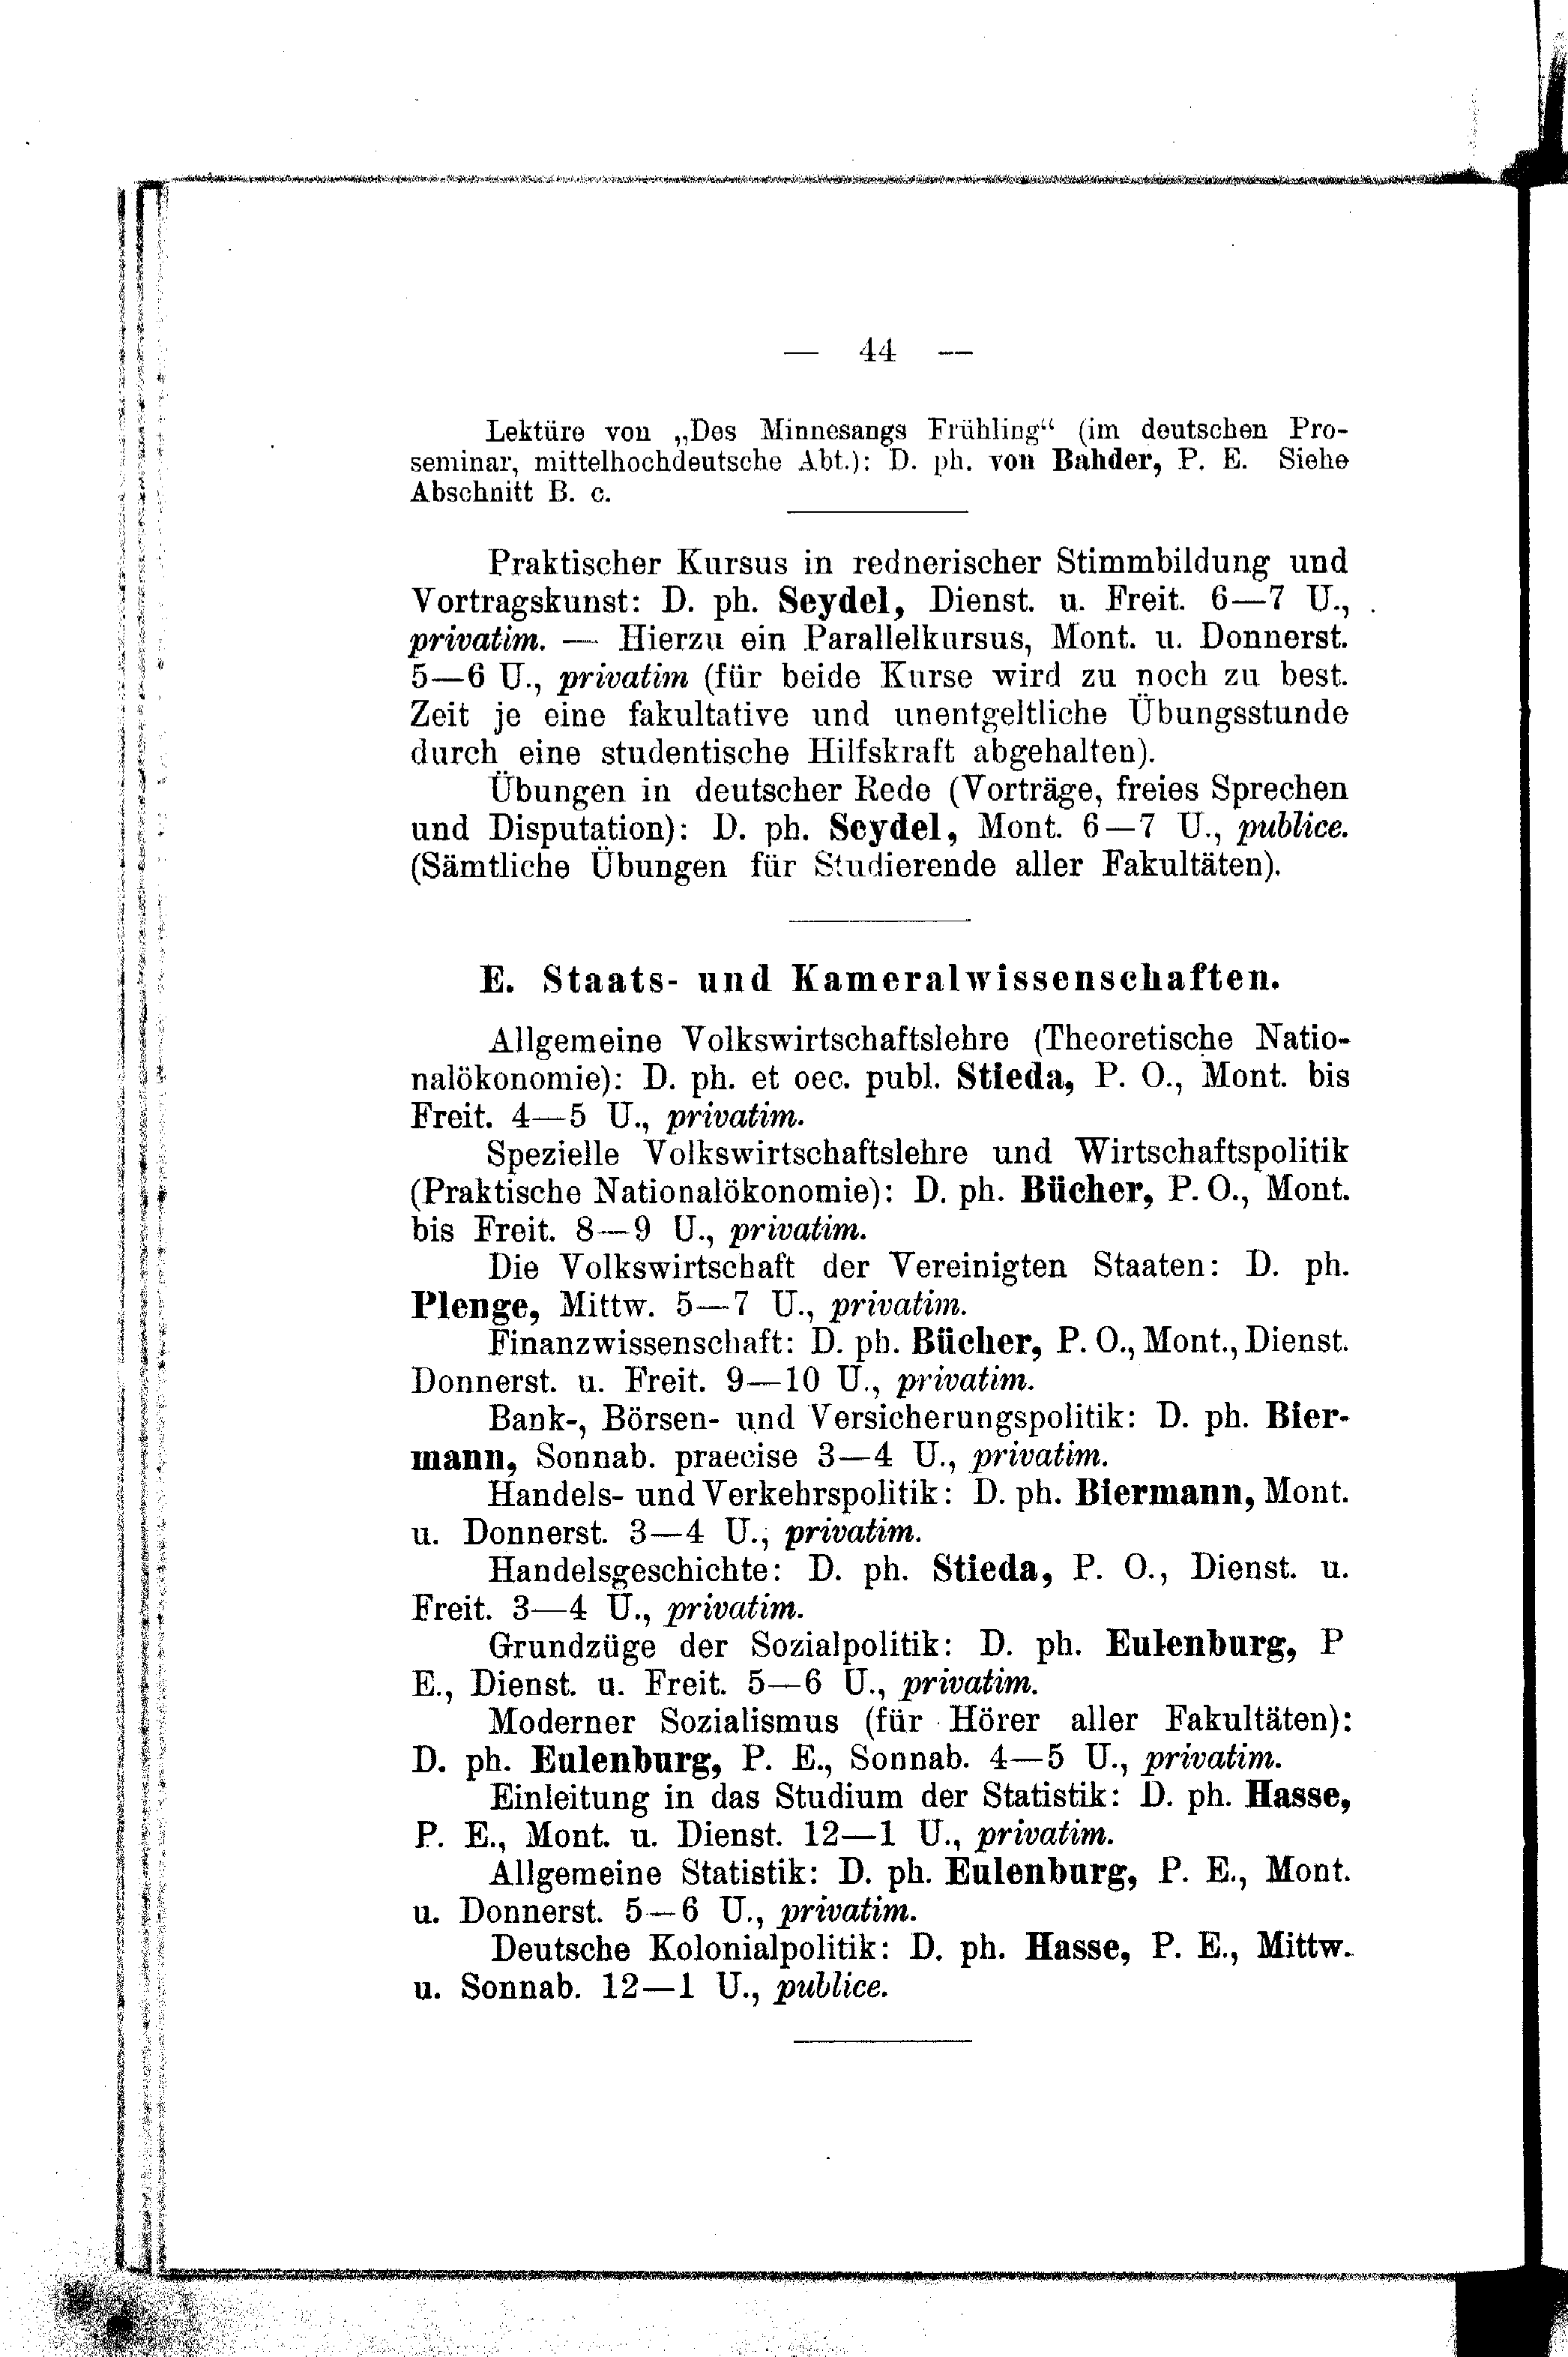 — 44 —
Lektüre von „Des Minnesangs Frühling“ (im deutschen Pro-
seminar, mittelhochdeutsche Abt.): D. ph. von Bahder, P. E. Siehe
Abschnitt B. c.
Praktischer Kursus in rednerischer Stimmbildung und
Vortragskunst: D. ph. Seydel, Dienst. u. Freit. 6—7 U.,
privatim. — Hierzu ein Parallelkursus, Mont. u. Donnerst.
5—6 U., privatim (für beide Kurse wird zu noch zu best.
Zeit je eine fakultative und unentgeltliche Übungsstunde
durch eine studentische Hilfskraft abgehalten).
Übungen in deutscher Rede (Vorträge, freies Sprechen
und Disputation): D. ph. Seydel, Mont. 6—7 U., publice.
(Sämtliche Übungen für Studierende aller Fakultäten).
E. Staats- und Kameralwissenschaften.
Allgemeine Volkswirtschaftslehre (Theoretische Natio-
nalökonomie): D. ph. et oec. publ. Stieda, P. O., Mont. bis
Freit. 4—5 U., privatim.
Spezielle Volkswirtschaftslehre und Wirtschaftspolitik
(Praktische Nationalökonomie): D. ph. Bücher, P. O., Mont.
bis Freit. 8—9 U., privatim.
Die Volkswirtschaft der Vereinigten Staaten: D. ph.
Plenge, Mittw. 5—7 U., privatim.
Finanzwissenschaft: D. ph. Bücher, P. O., Mont., Dienst.
Donnerst. u. Freit. 9—10 U., privatim.
Bank-, Börsen- und Versicherungspolitik: D. ph. Bier-
mann, Sonnab. praecise 3—4 U., privatim.
Handels- und Verkehrspolitik: D. ph. Biermann, Mont.
u. Donnerst. 3—4 U., privatim.
Handelsgeschichte: D. ph. Stieda, P. O., Dienst. u.
Freit. 3—4 U., privatim.
Grundzüge der Sozialpolitik: D. ph. Eulenburg, P
E., Dienst. u. Freit. 5—6 U., privatim.
Moderner Sozialismus (für Hörer aller Fakultäten):
D. ph. Eulenburg, P. E., Sonnab. 4—5 U., privatim.
Einleitung in das Studium der Statistik: D. ph. Hasse,
P. E., Mont. u. Dienst. 12—1 U., privatim.
Allgemeine Statistik: D. ph. Eulenburg, P. E., Mont.
u. Donnerst. 5—6 U., privatim.
Deutsche Kolonialpolitik: D. ph. Hasse, P. E., Mittw.
u. Sonnab. 12—1 U., publice.